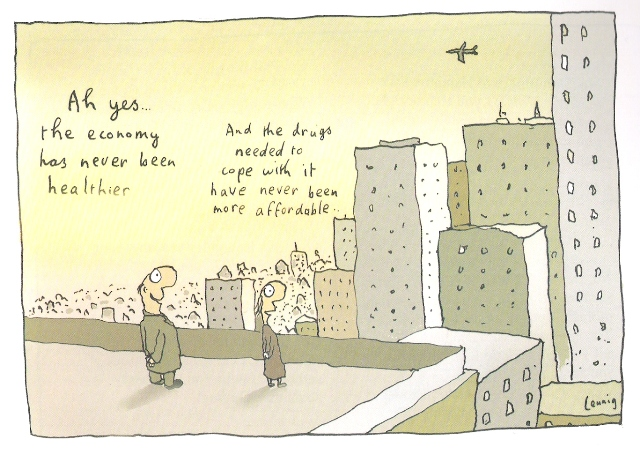 Ah yes...
the economy
has never been
healthier
And the drugs
needed to
cope with it
have never been
more affordable..
Leunig